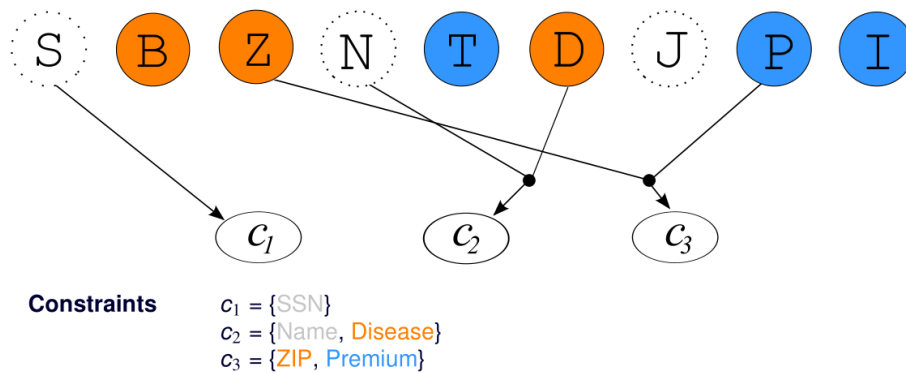 S B Z N T D J P I
c1 c2 c3
Constraints c1 = {SSN}
c2 = {Name, Disease}
c3 = {ZIP, Premium}